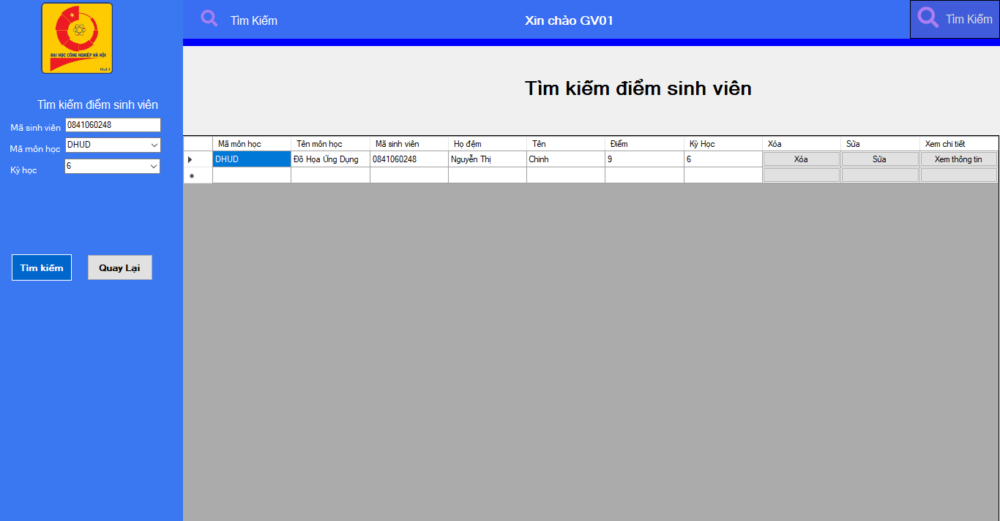 ĐẠI HỌC CÔNG NGHIỆP HÀ NỘI
HaUI
Tìm Kiếm
Xin chào GV01
Tìm Kiếm
Tìm kiếm điểm sinh viên
Mã sinh viên 0841060248
Mã môn học DHUD
Kỳ học 6
Tìm kiếm Quay Lại
Tìm kiếm điểm sinh viên
Mã môn học Tên môn học Mã sinh viên Họ đệm Tên Điểm Kỳ Học Xóa Sửa Xem chi tiết
DHUD Đồ Họa Ứng Dụng 0841060248 Nguyễn Thị Chinh 9 6 Xóa Sửa Xem thông tin